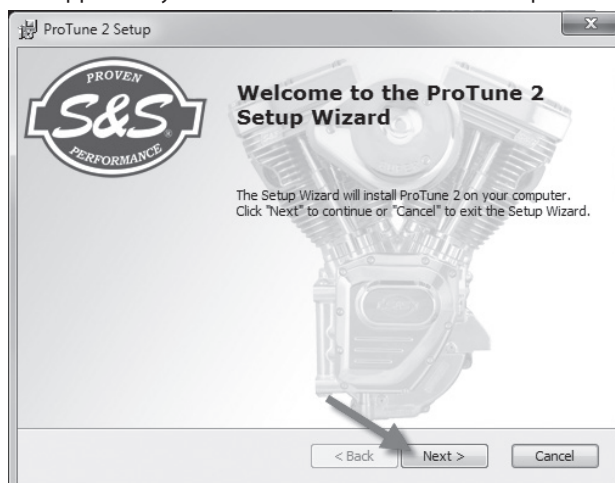 ProTune 2 Setup
PROVEN
S&S
®
PERFORMANCE
Welcome to the ProTune 2
Setup Wizard
The Setup Wizard will install ProTune 2 on your computer.
Click "Next" to continue or "Cancel" to exit the Setup Wizard.
< Back
Next >
Cancel